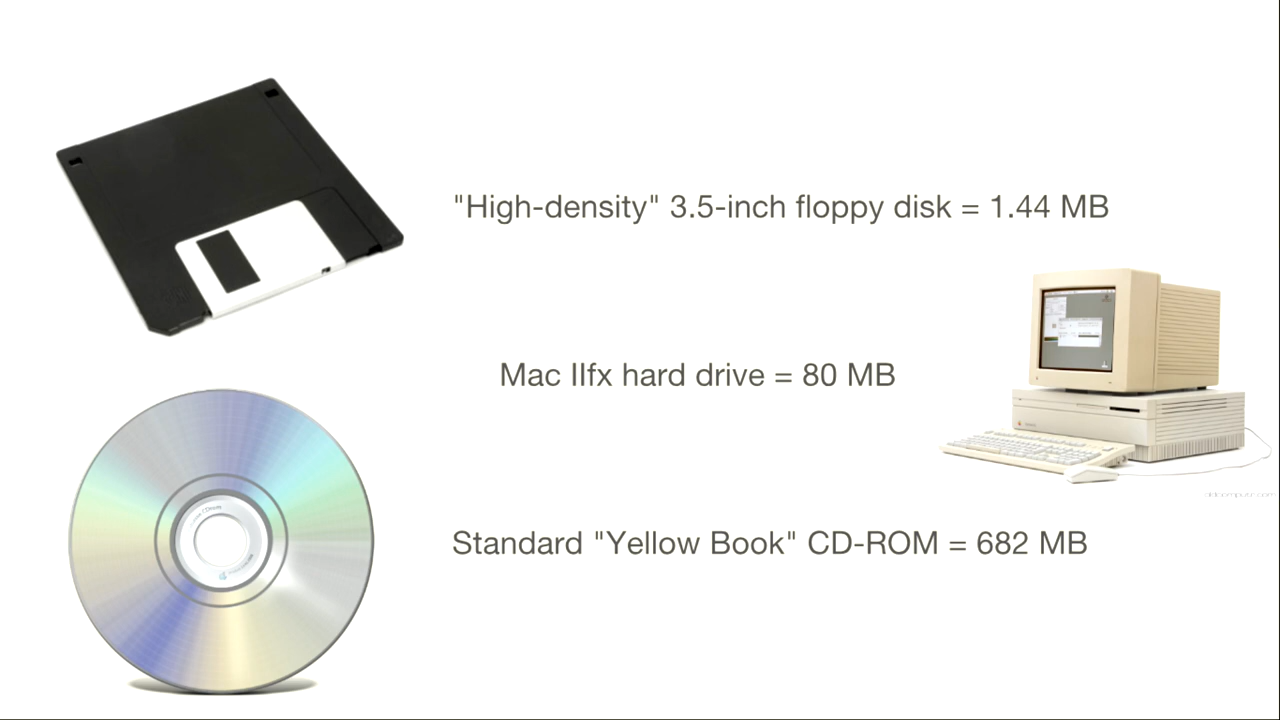 "High-density" 3.5-inch floppy disk = 1.44 MB
Mac IIfx hard drive = 80 MB
Standard "Yellow Book" CD-ROM = 682 MB